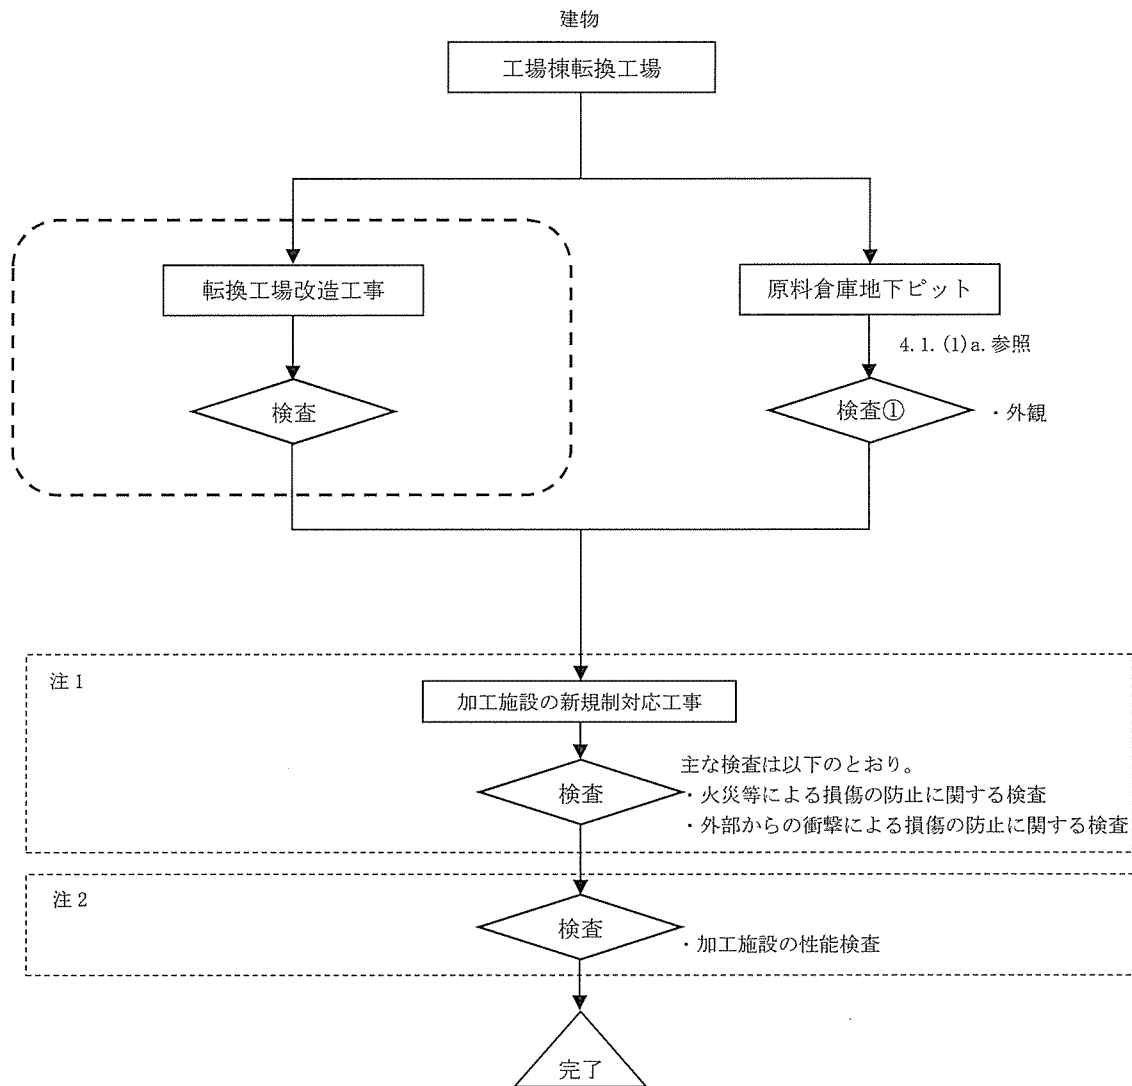 建物
工場棟転換工場
転換工場改造工事
原料倉庫地下ピット
4.1.(1)a.参照
検査
検査①
・外観
注1
加工施設の新規制対応工事
検査
主な検査は以下のとおり。
・火災等による損傷の防止に関する検査
・外部からの衝撃による損傷の防止に関する検査
注2
検査
・加工施設の性能検査
完了